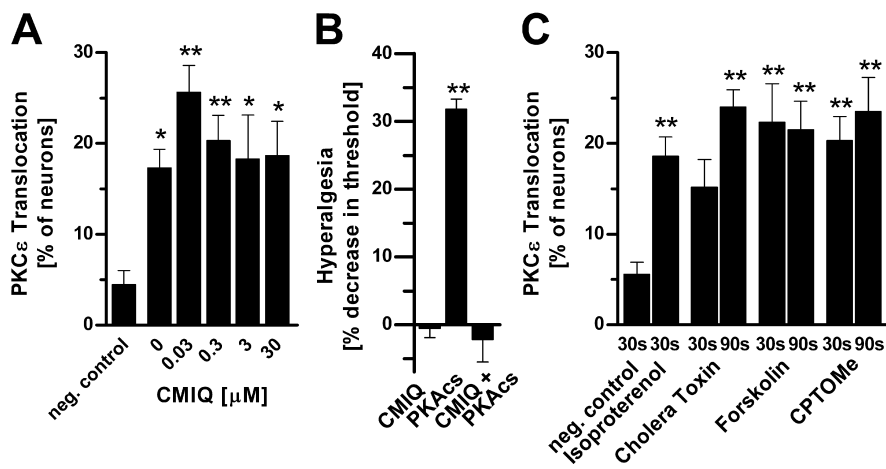 A
PKCε Translocation
[% of neurons]
30
20
10
0
*
**
**
*
*
neg. control
0
0.03
0.3
3
30
CMIQ [µM]
B
Hyperalgesia
[% decrease in threshold]
40
30
20
10
0
**
CMIQ
PKAcs
CMIQ +
PKAcs
C
PKCε Translocation
[% of neurons]
30
20
10
0
**
**
**
**
**
**
30s 30s 30s 90s 30s 90s 30s 90s
neg. control
Isoproterenol
Cholera Toxin
Forskolin
CPTOMe